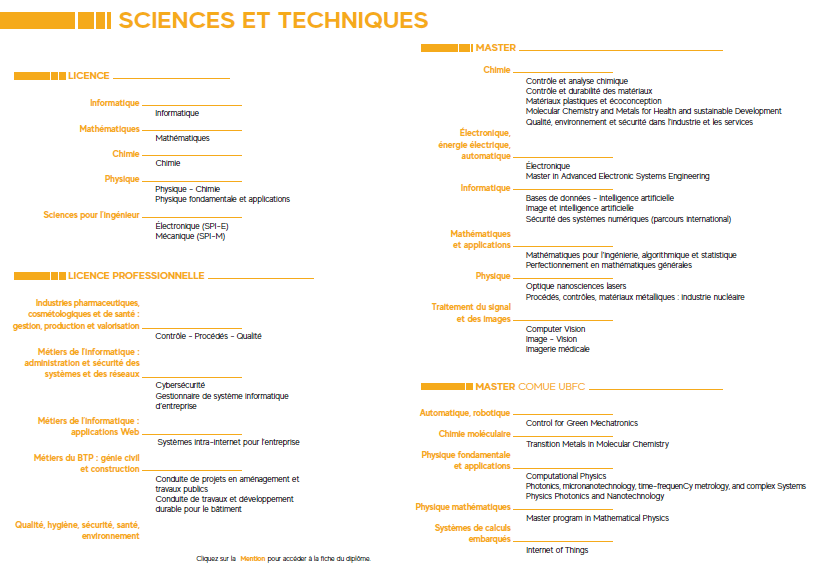 SCIENCES ET TECHNIQUES
LICENCE
Informatique
Informatique
Mathématiques
Mathématiques
Chimie
Chimie
Physique
Physique - Chimie
Physique fondamentale et applications
Sciences pour l'ingénieur
Électronique (SPI-E)
Mécanique (SPI-M)
LICENCE PROFESSIONNELLE
Industries pharmaceutiques,
cosmétologiques et de santé :
gestion, production et valorisation
Contrôle - Procédés - Qualité
Métiers de l'informatique :
administration et sécurité des
systèmes et des réseaux
Cybersécurité
Gestionnaire de système informatique
d'entreprise
Métiers de l'informatique :
applications Web
Systèmes intra-internet pour l'entreprise
Métiers du BTP : génie civil
et construction
Conduite de projets en aménagement et
travaux publics
Conduite de travaux et développement
durable pour le bâtiment
Qualité, hygiène, sécurité, santé,
environnement
MASTER
Chimie
Contrôle et analyse chimique
Contrôle et durabilité des matériaux
Matériaux plastiques et écoconception
Molecular Chemistry and Metals for Health and sustainable Development
Qualité, environnement et sécurité dans l'industrie et les services
Électronique,
énergie électrique,
automatique
Électronique
Master in Advanced Electronic Systems Engineering
Informatique
Bases de données - intelligence artificielle
Image et intelligence artificielle
Sécurité des systèmes numériques (parcours international)
Mathématiques
et applications
Mathématiques pour l'ingénierie, algorithmique et statistique
Perfectionnement en mathématiques générales
Physique
Optique nanosciences lasers
Procédés, contrôles, matériaux métalliques : industrie nucléaire
Traitement du signal
et des images
Computer Vision
Image - Vision
Imagerie médicale
MASTER COMUE UBFC
Automatique, robotique
Control for Green Mechatronics
Chimie moléculaire
Transition Metals in Molecular Chemistry
Physique fondamentale
et applications
Computational Physics
Photonics, micronanotechnology, time-frequenCy metrology, and complex Systems
Physics Photonics and Nanotechnology
Physique mathématiques
Master program in Mathematical Physics
Systèmes de calculs
embarqués
Internet of Things
Cliquez sur la Mention pour accéder à la fiche du diplôme.